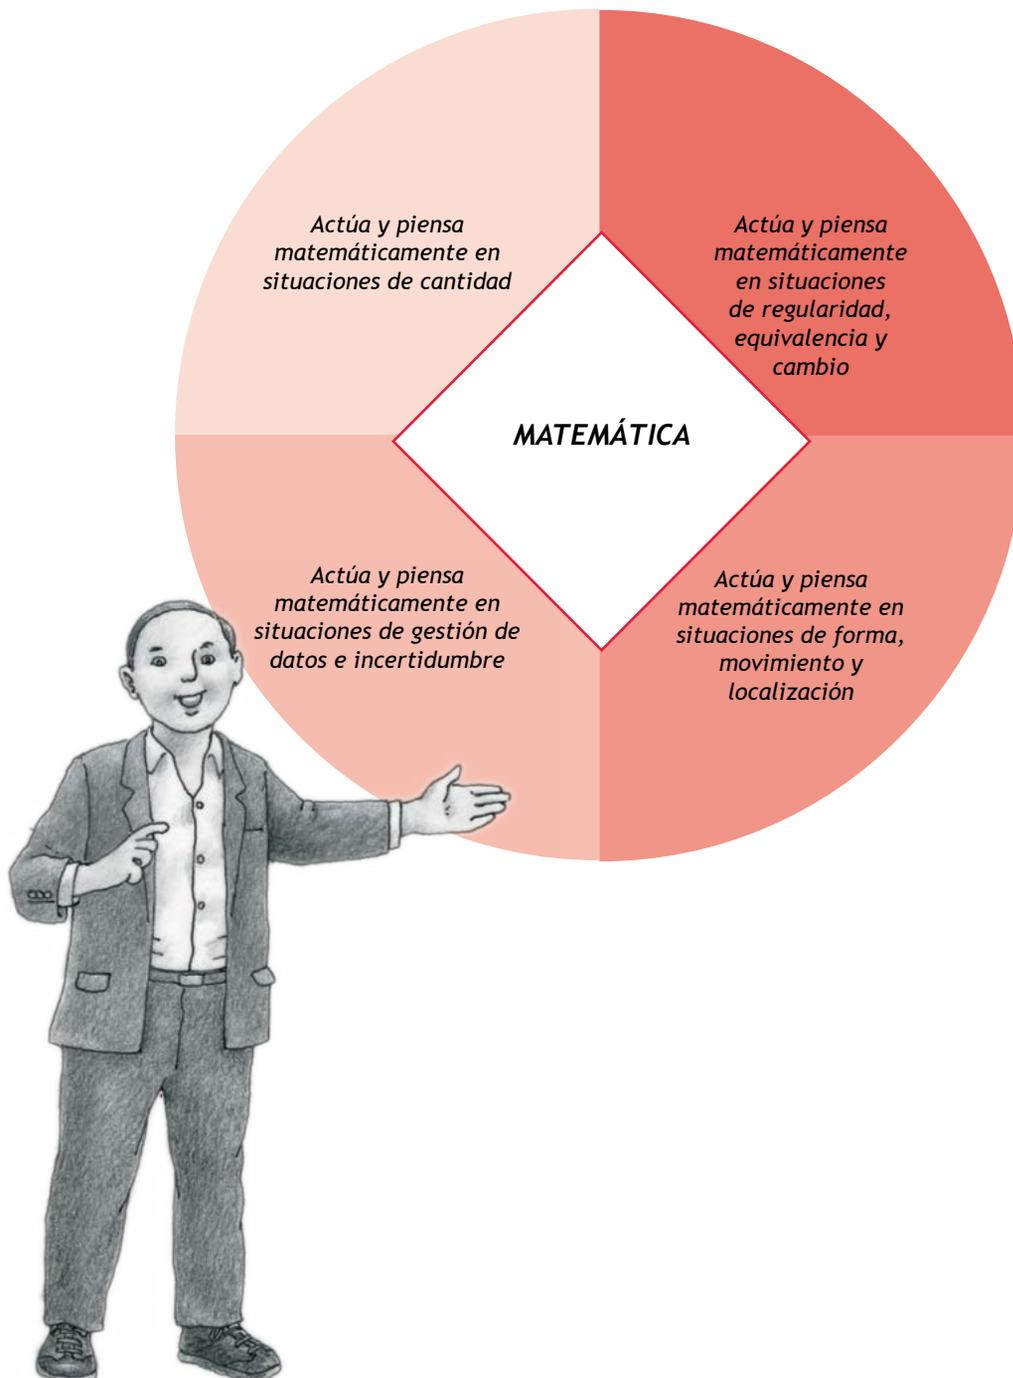 Actúa y piensa
matemáticamente en
situaciones de cantidad
Actúa y piensa
matemáticamente
en situaciones
de regularidad,
equivalencia y
cambio
MATEMÁTICA
Actúa y piensa
matemáticamente en
situaciones de gestión de
datos e incertidumbre
Actúa y piensa
matemáticamente en
situaciones de forma,
movimiento y
localización